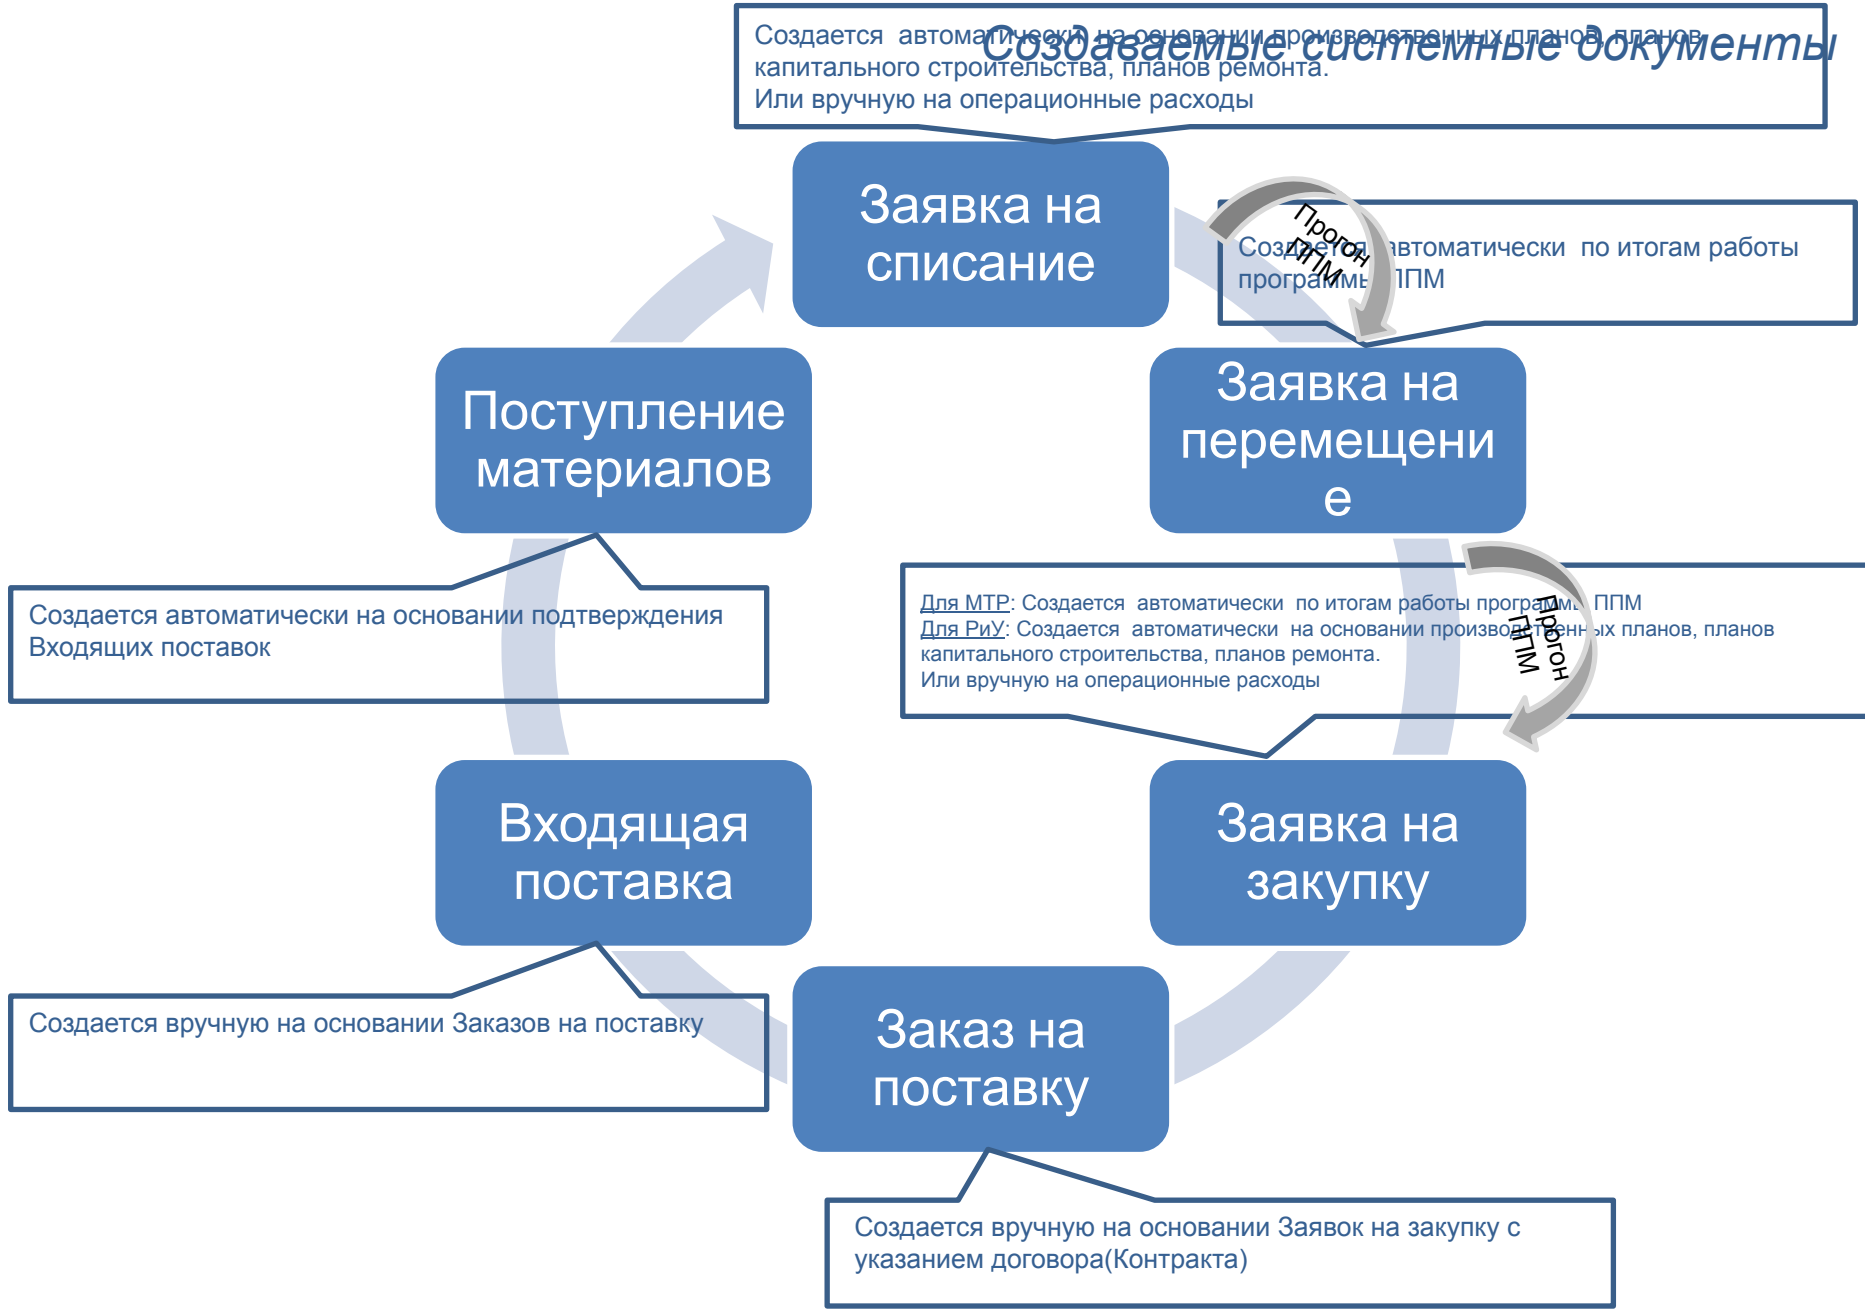 Создаваемые системные документы
Создается автоматически на основании производственных планов, планов
капитального строительства, планов ремонта.
Или вручную на операционные расходы
Заявка на
списание
Прогон
ППМ
Создается автоматически по итогам работы
программы ППМ
Заявка на
перемещени
е
Для МТР: Создается автоматически по итогам работы программы ППМ
Для РиУ: Создается автоматически на основании производственных планов, планов
капитального строительства, планов ремонта.
Или вручную на операционные расходы
Прогон
ППМ
Заявка на
закупку
Заказ на
поставку
Создается вручную на основании Заявок на закупку с
указанием договора(Контракта)
Входящая
поставка
Создается вручную на основании Заказов на поставку
Поступление
материалов
Создается автоматически на основании подтверждения
Входящих поставок